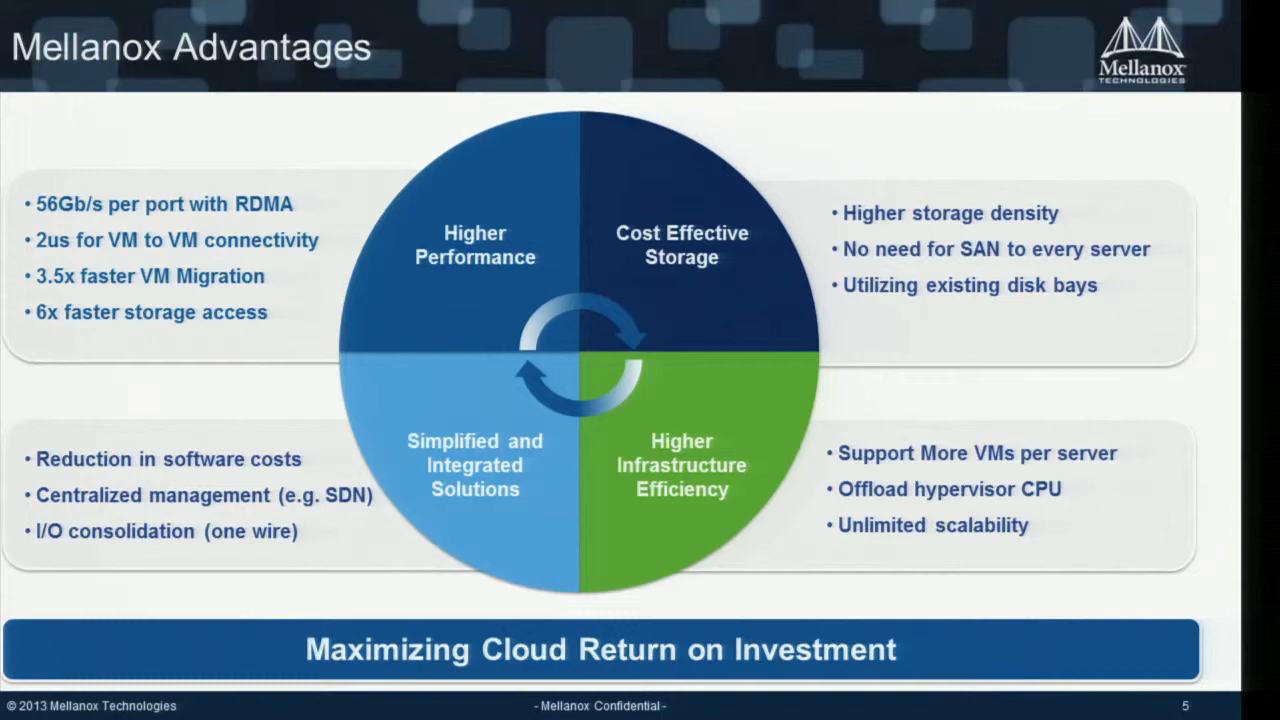 Mellanox Advantages
Mellanox
TECHNOLOGIES
• 56Gb/s per port with RDMA
• 2us for VM to VM connectivity
• 3.5x faster VM Migration
• 6x faster storage access
Higher
Performance
Cost Effective
Storage
• Higher storage density
• No need for SAN to every server
• Utilizing existing disk bays
• Reduction in software costs
• Centralized management (e.g. SDN)
• I/O consolidation (one wire)
Simplified and
Integrated
Solutions
Higher
Infrastructure
Efficiency
• Support More VMs per server
• Offload hypervisor CPU
• Unlimited scalability
Maximizing Cloud Return on Investment
© 2013 Mellanox Technologies
- Mellanox Confidential -
5